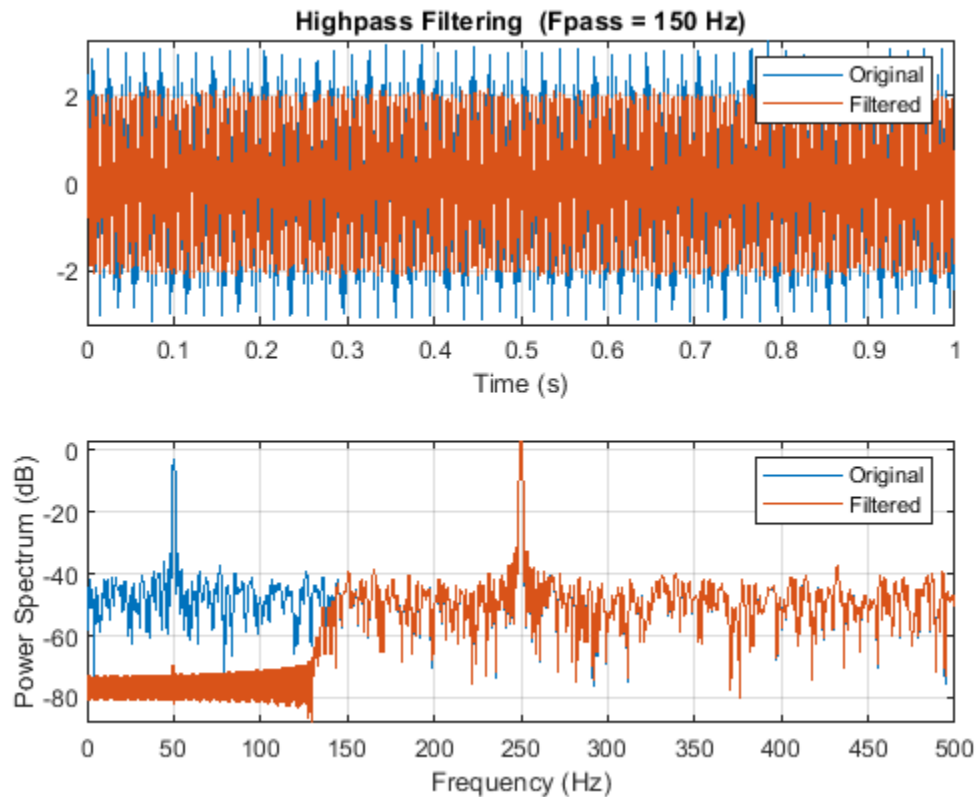 Highpass Filtering (Fpass = 150 Hz)
Original
Filtered
2
0
-2
0 0.1 0.2 0.3 0.4 0.5 0.6 0.7 0.8 0.9 1
Time (s)
Power Spectrum (dB)
Original
Filtered
0
-20
-40
-60
-80
0 50 100 150 200 250 300 350 400 450 500
Frequency (Hz)